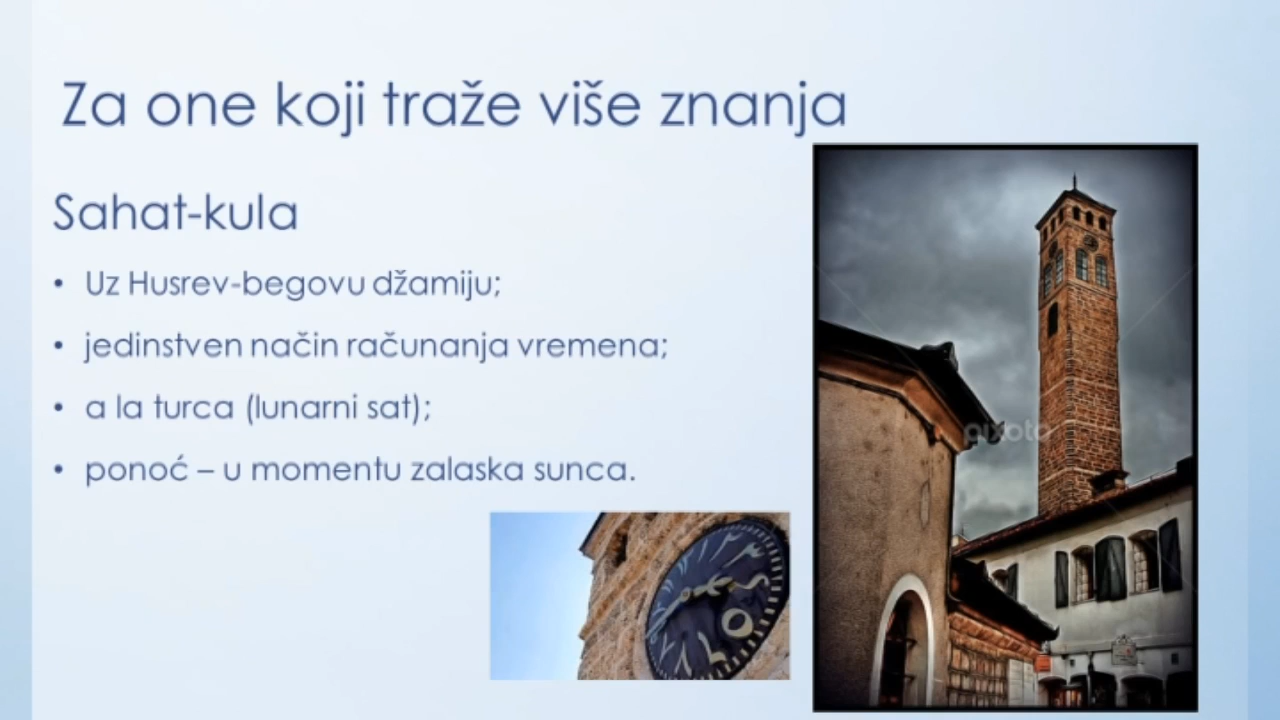 Za one koji traže više znanja
Sahat-kula
• Uz Husrev-begovu džamiju;
• jedinstven način računanja vremena;
• a la turca (lunarni sat);
• ponoć – u momentu zalaska sunca.
pixoto